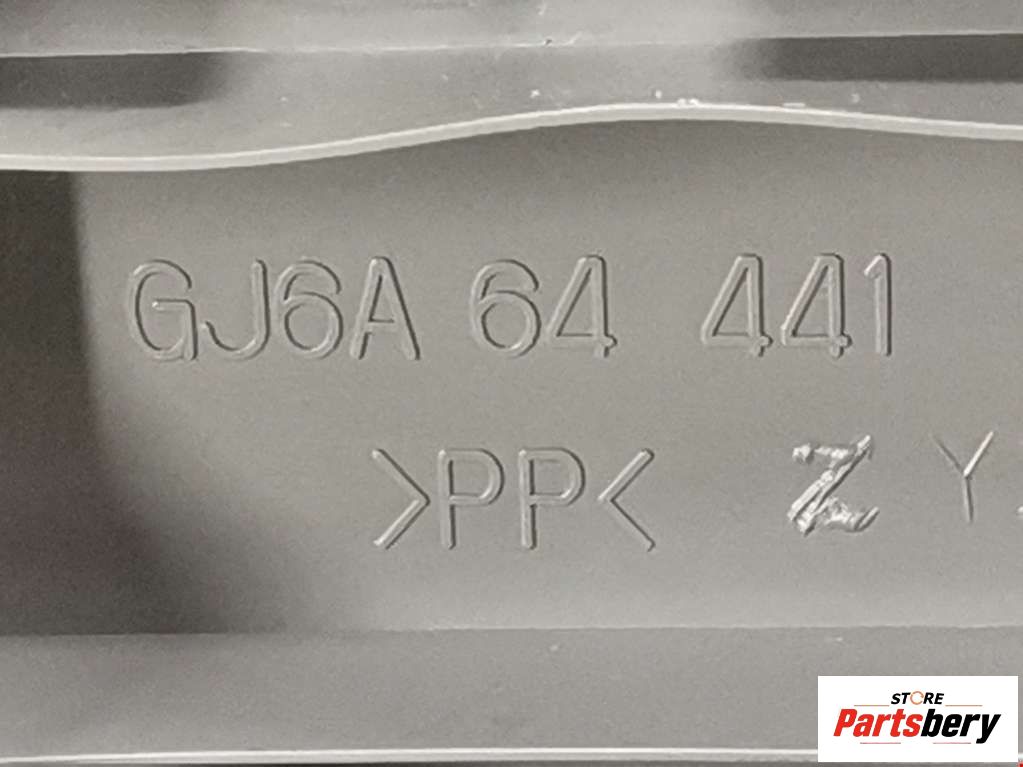 GJ6A 64 441
>PP< Z Y
STORE
Partsbery